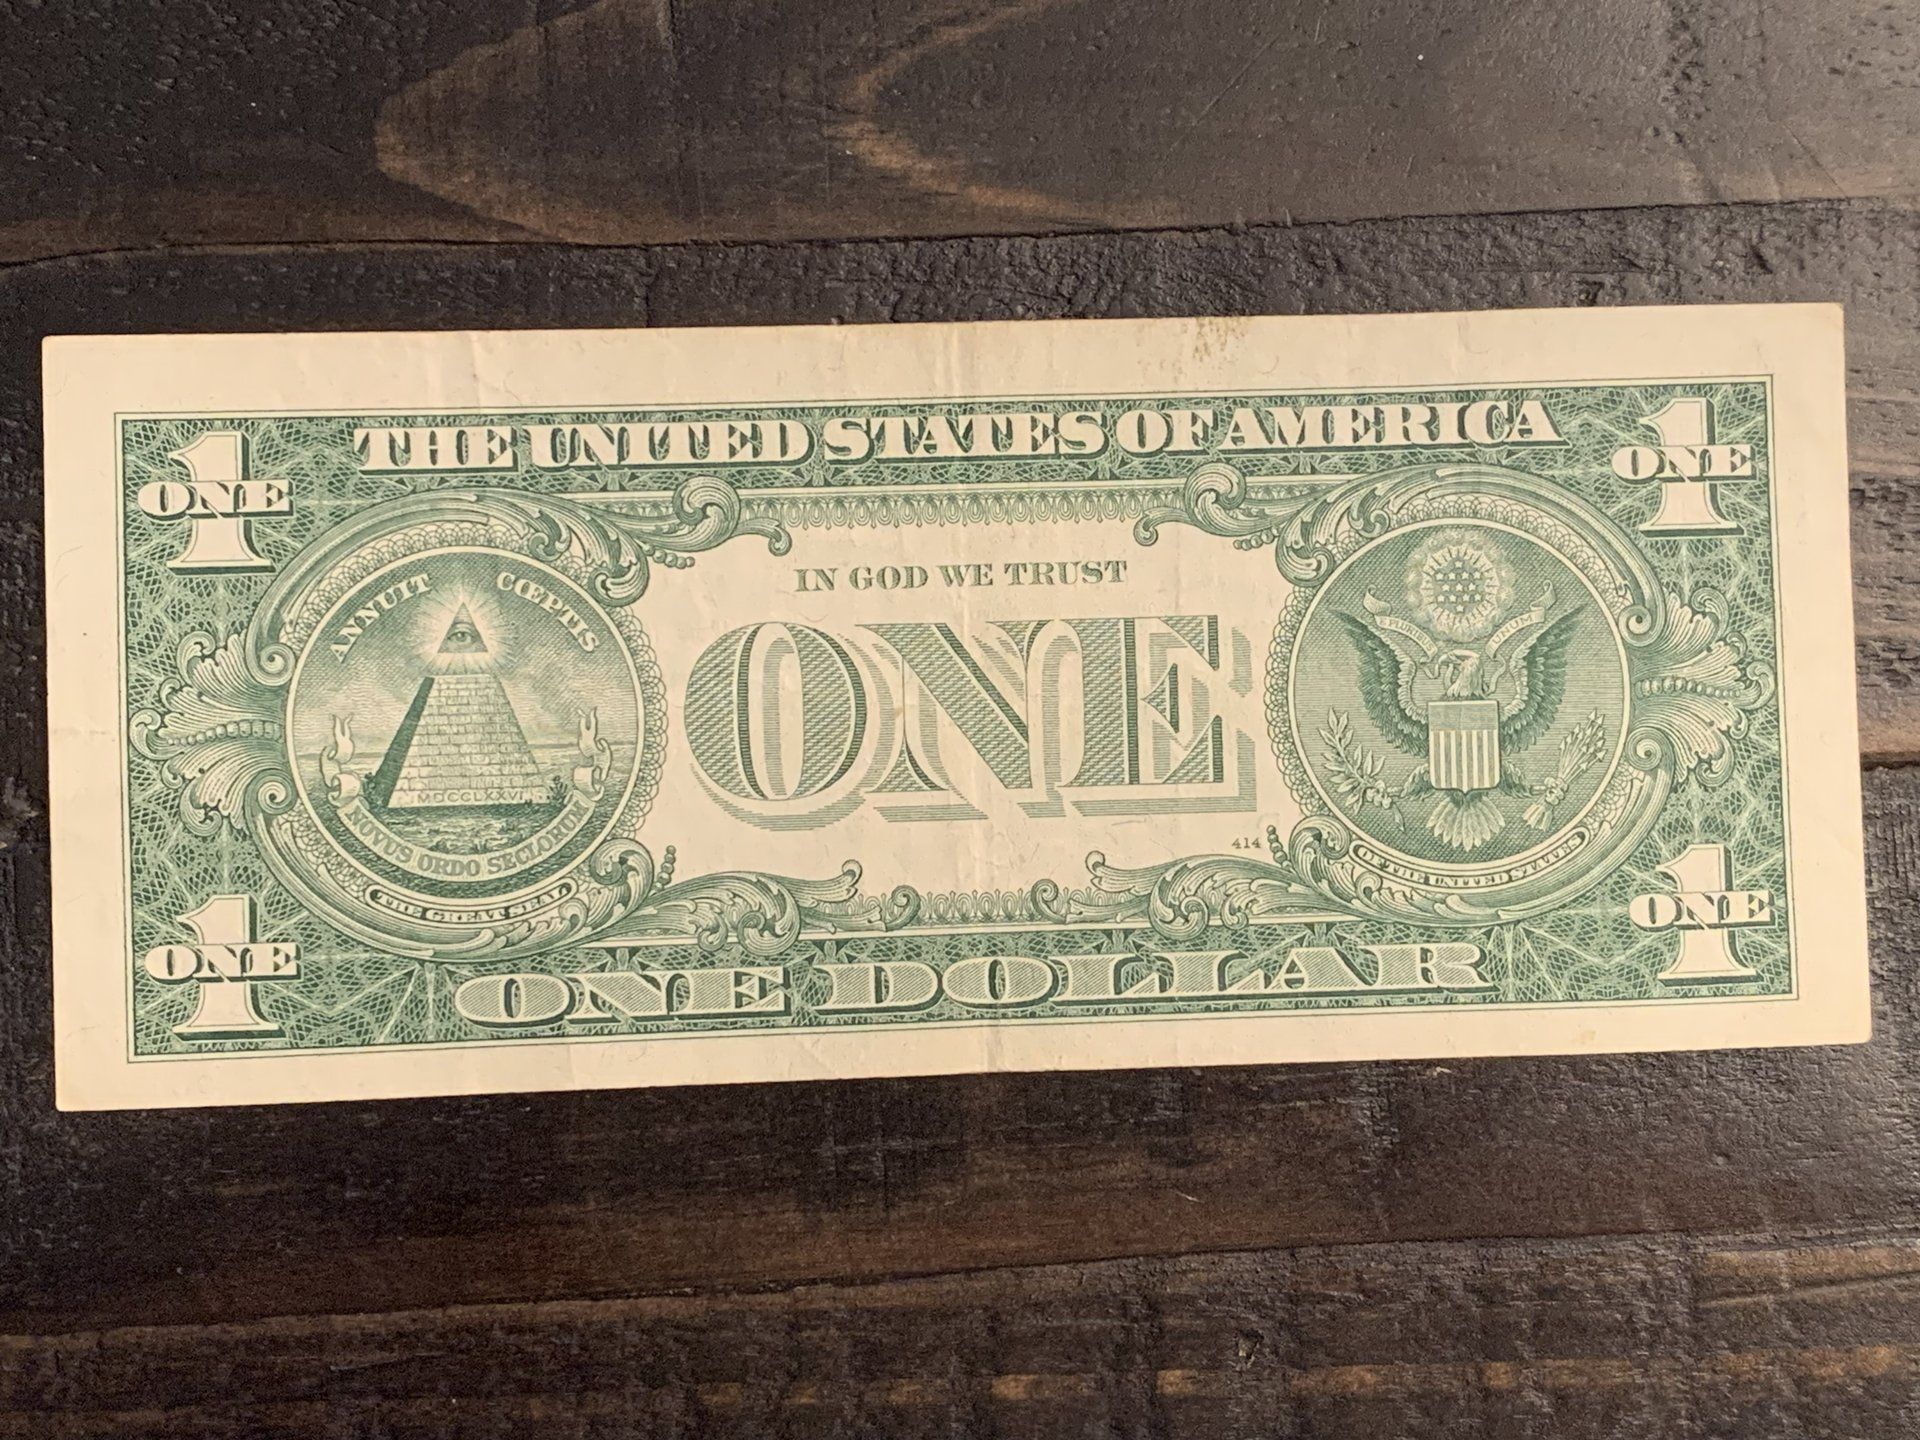 THE UNITED STATES OF AMERICA
1
ONE
1
ONE
IN GOD WE TRUST
ANNUIT CŒPTIS
E PLURIBUS UNUM
ONE
MDCCLXXVI
NOVUS ORDO SECLORUM
414
THE GREAT SEAL
OF THE UNITED STATES
1
ONE
1
ONE
ONE DOLLAR